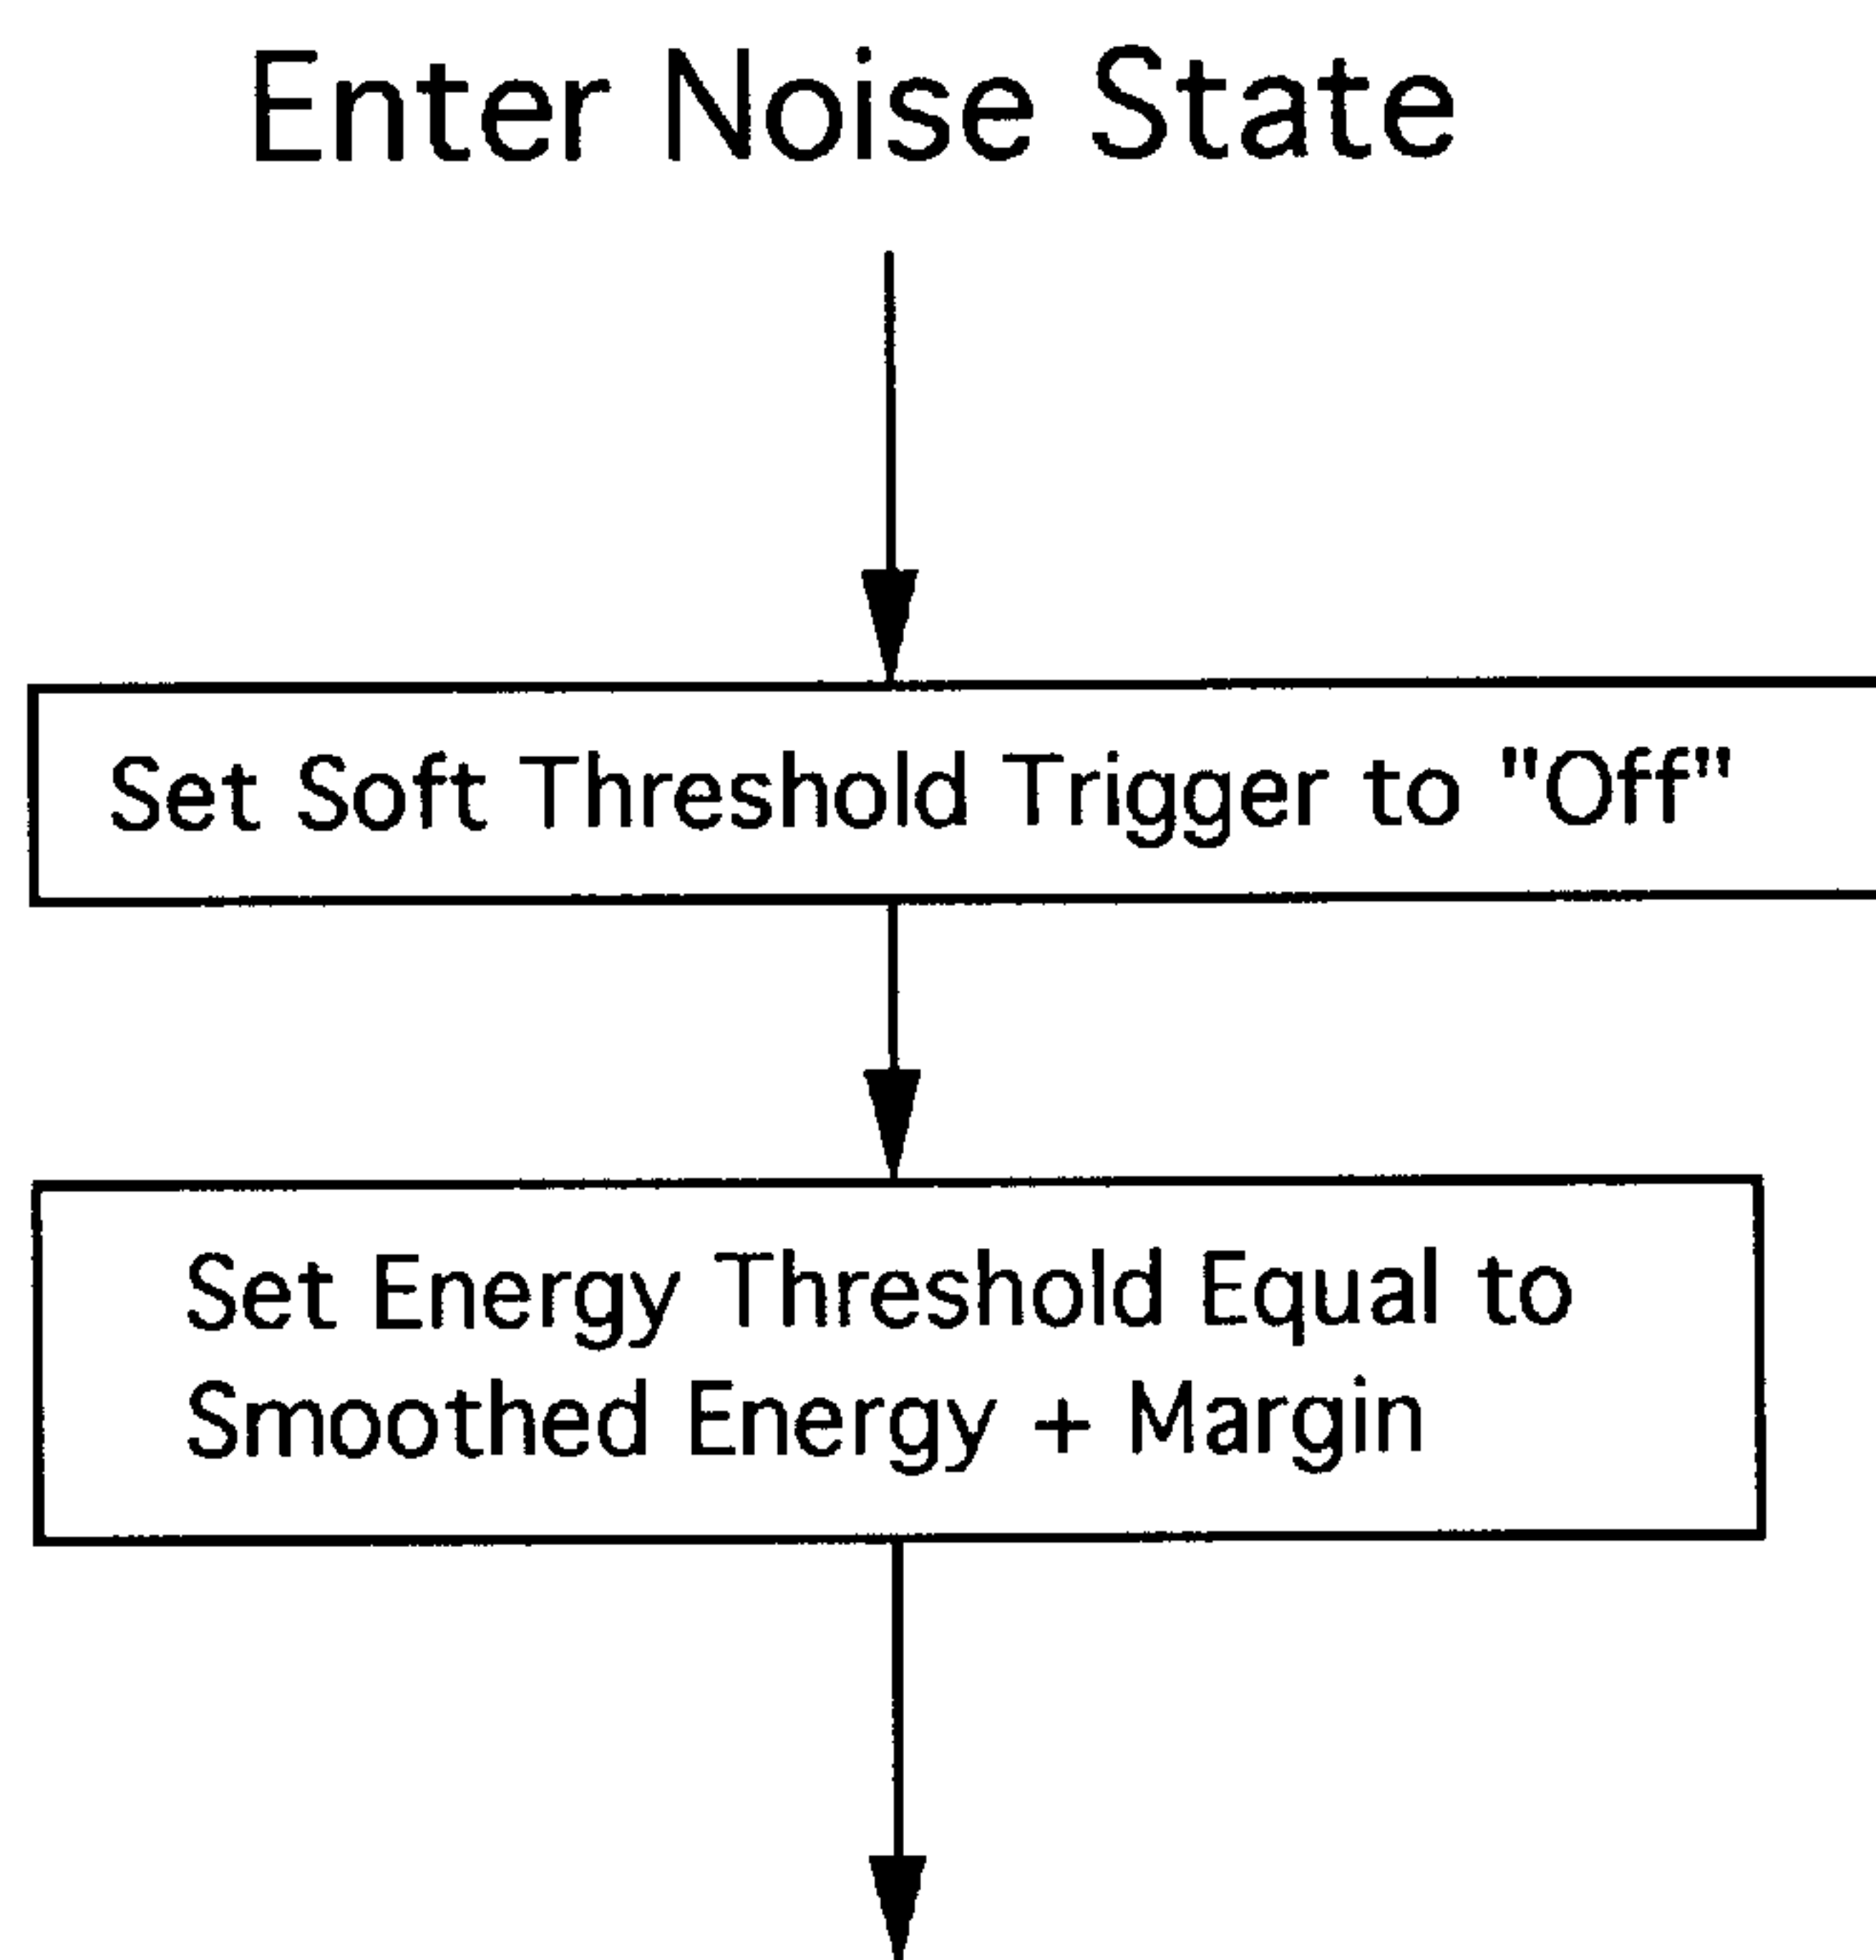 Enter Noise State
Set Soft Threshold Trigger to "Off"
Set Energy Threshold Equal to
Smoothed Energy + Margin